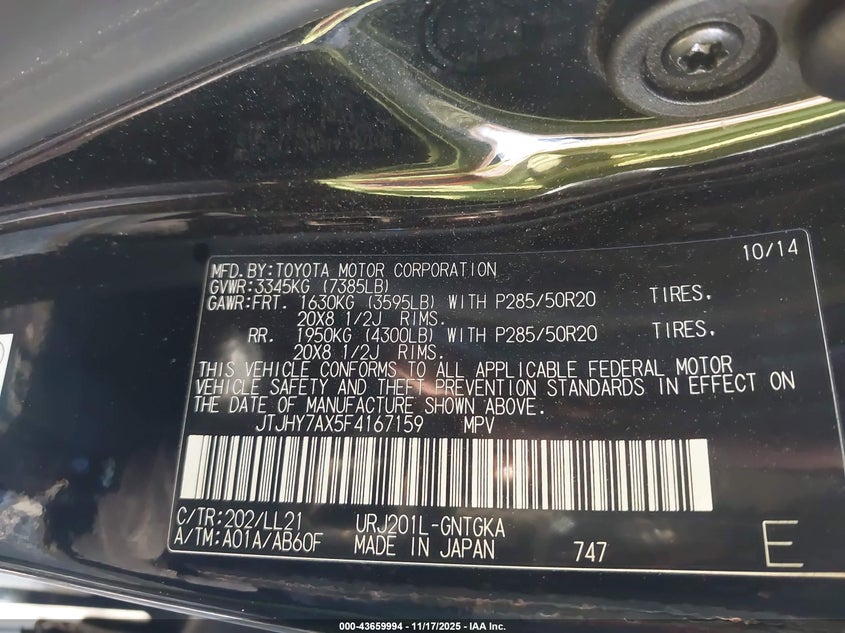 10/14
MFD.BY:TOYOTA MOTOR CORPORATION
GVWR:3345KG (7385LB)
GAWR:FRT. 1630KG (3595LB) WITH P285/50R20 TIRES.
20X8 1/2J RIMS.
RR. 1950KG (4300LB) WITH P285/50R20 TIRES.
20X8 1/2J RIMS.
THIS VEHICLE CONFORMS TO ALL APPLICABLE FEDERAL MOTOR
VEHICLE SAFETY AND THEFT PREVENTION STANDARDS IN EFFECT ON
THE DATE OF MANUFACTURE SHOWN ABOVE.
JTJHY7AX5F4167159 MPV
C/TR:202/LL21 URJ201L-GNTGKA
A/TM:A01A/AB60F MADE IN JAPAN 747 E
000-43659994 - 11/17/2025 - IAA Inc.